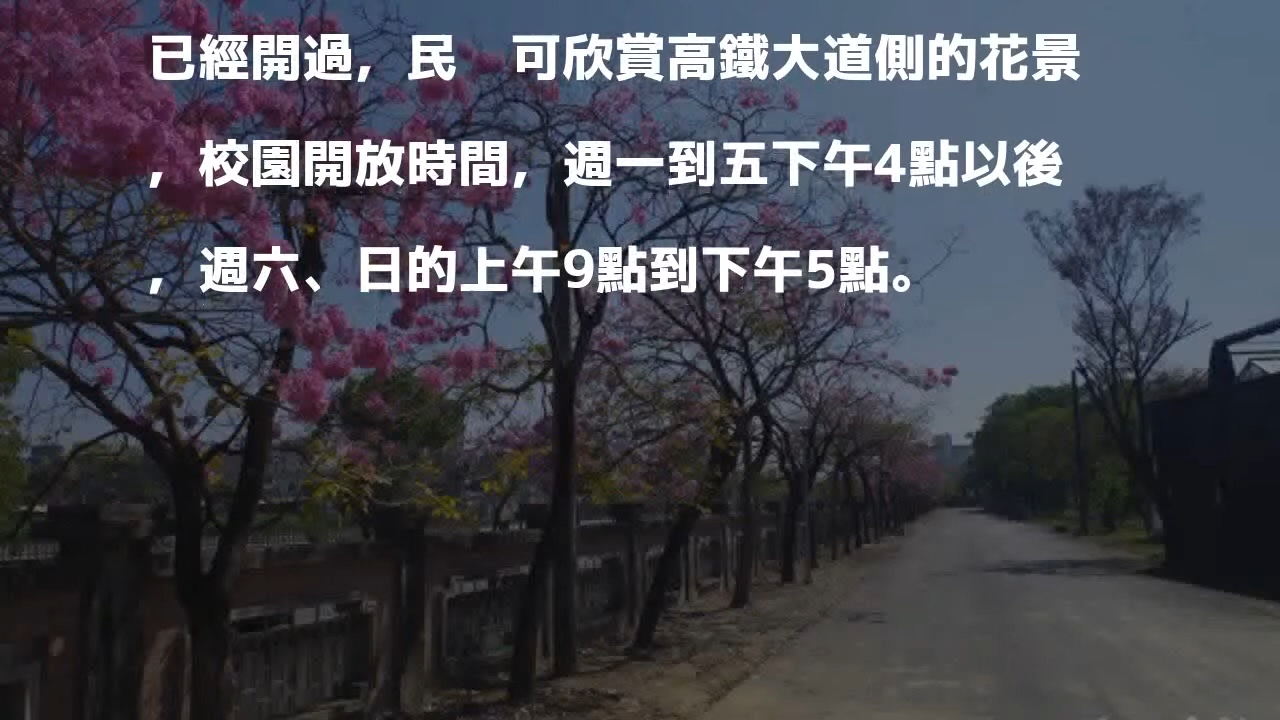 已經開過，民　可欣賞高鐵大道側的花景
，校園開放時間，週一到五下午4點以後
，週六、日的上午9點到下午5點。